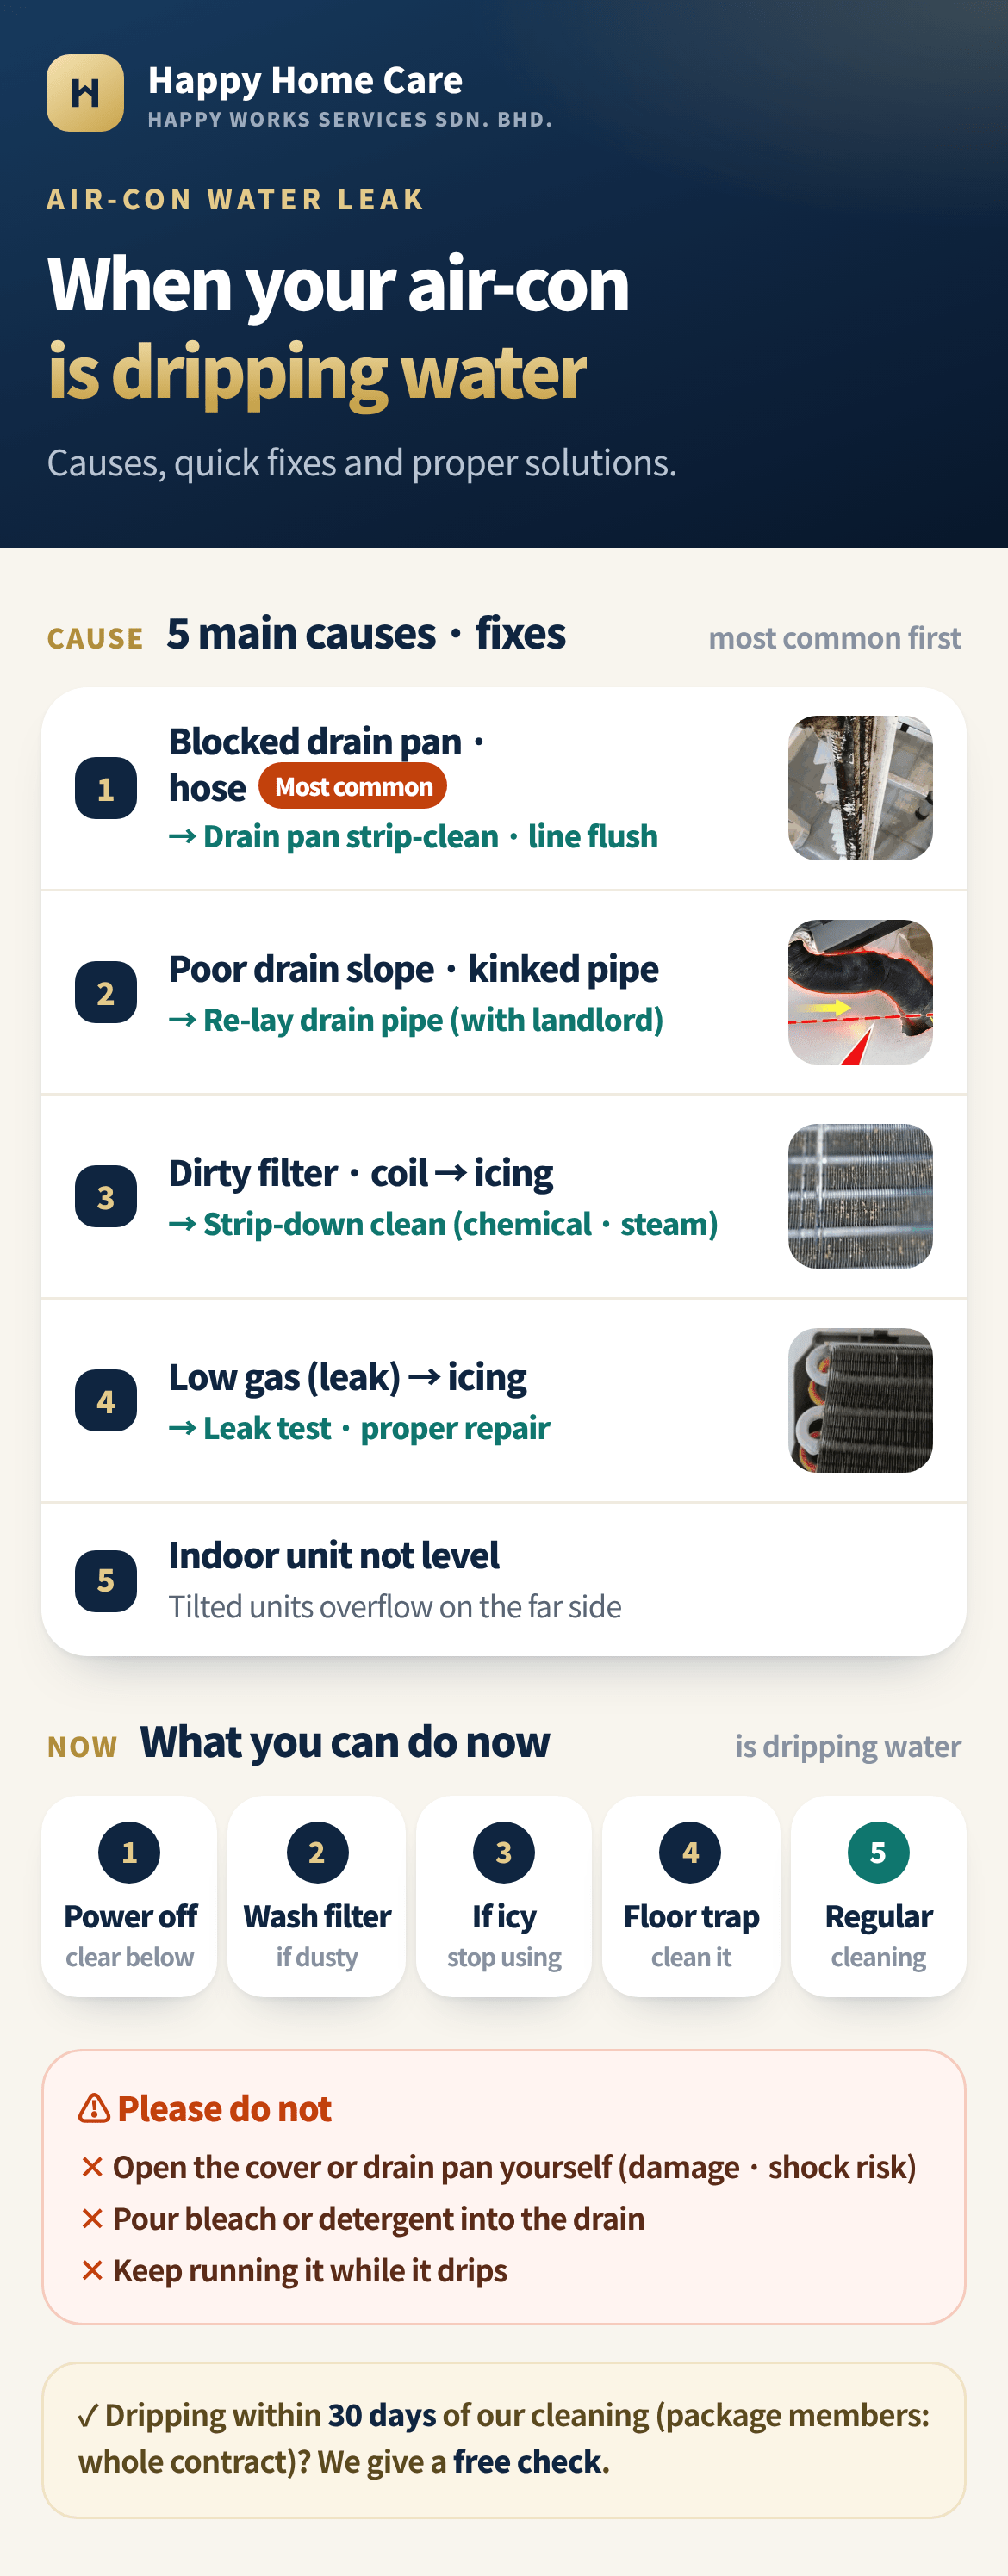 Happy Home Care
HAPPY WORKS SERVICES SDN. BHD.
AIR-CON WATER LEAK
When your air-con
is dripping water
Causes, quick fixes and proper solutions.
CAUSE 5 main causes・fixes most common first
1
Blocked drain pan・
hose Most common
→ Drain pan strip-clean・line flush
2
Poor drain slope・kinked pipe
→ Re-lay drain pipe (with landlord)
3
Dirty filter・coil → icing
→ Strip-down clean (chemical・steam)
4
Low gas (leak) → icing
→ Leak test・proper repair
5
Indoor unit not level
Tilted units overflow on the far side
NOW What you can do now is dripping water
1
Power off
clear below
2
Wash filter
if dusty
3
If icy
stop using
4
Floor trap
clean it
5
Regular
cleaning
⚠ Please do not
✕ Open the cover or drain pan yourself (damage・shock risk)
✕ Pour bleach or detergent into the drain
✕ Keep running it while it drips
✓ Dripping within 30 days of our cleaning (package members:
whole contract)? We give a free check.